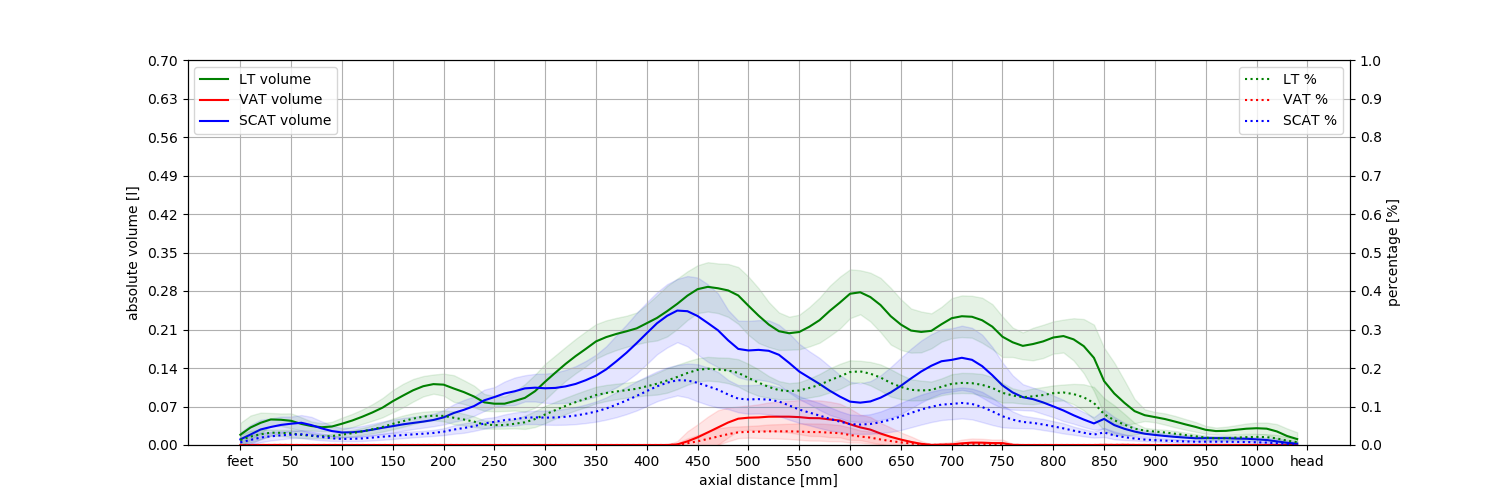 0.70
0.63
0.56
0.49
0.42
0.35
0.28
0.21
0.14
0.07
0.00
absolute volume [l]
LT volume
VAT volume
SCAT volume
LT %
VAT %
SCAT %
1.0
0.9
0.8
0.7
0.6
0.5
0.4
0.3
0.2
0.1
0.0
percentage [%]
feet 50 100 150 200 250 300 350 400 450 500 550 600 650 700 750 800 850 900 950 1000 head
axial distance [mm]